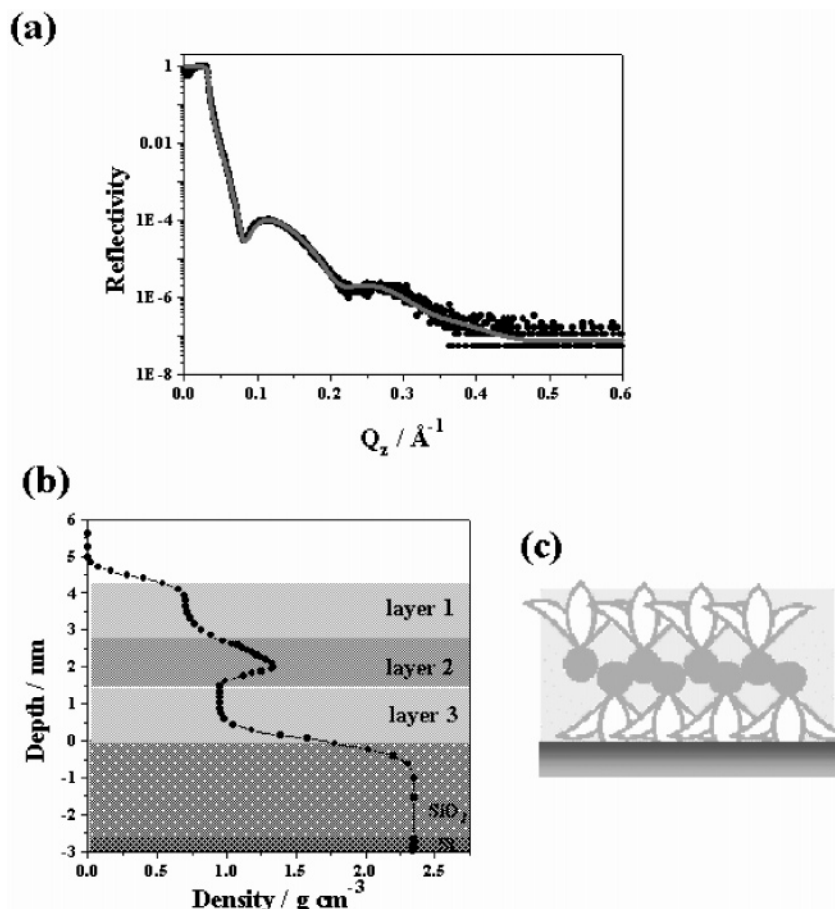 (a)
1
0.01
1E-4
1E-6
1E-8
Reflectivity
0.0 0.1 0.2 0.3 0.4 0.5 0.6
Q_z / Å⁻¹
(b)
6
5
4
3
2
1
0
-1
-2
-3
Depth / nm
layer 1
layer 2
layer 3
SiO₂
Si
0.0 0.5 1.0 1.5 2.0 2.5
Density / g cm⁻³
(c)